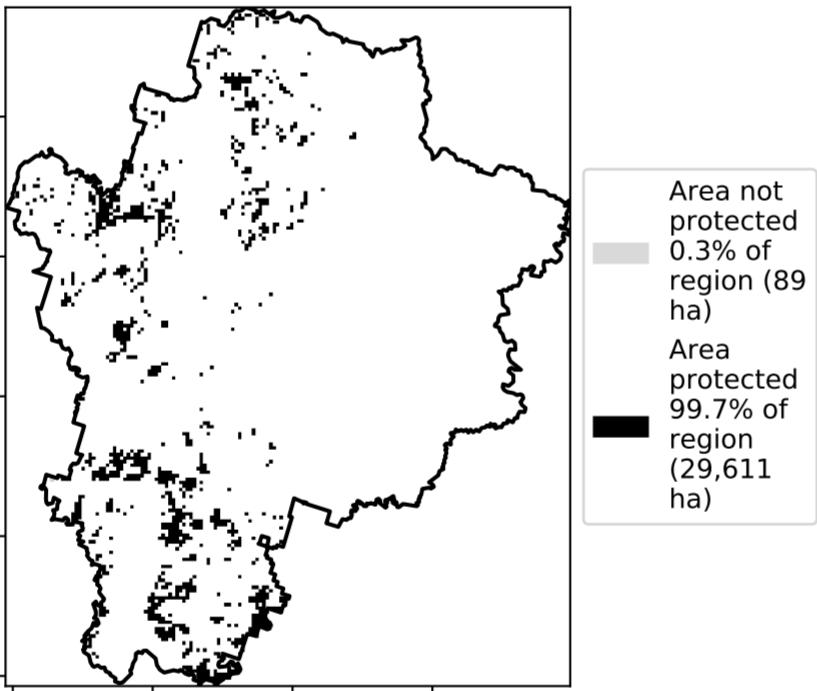 Area not
protected
0.3% of
region (89
ha)
Area
protected
99.7% of
region
(29,611
ha)